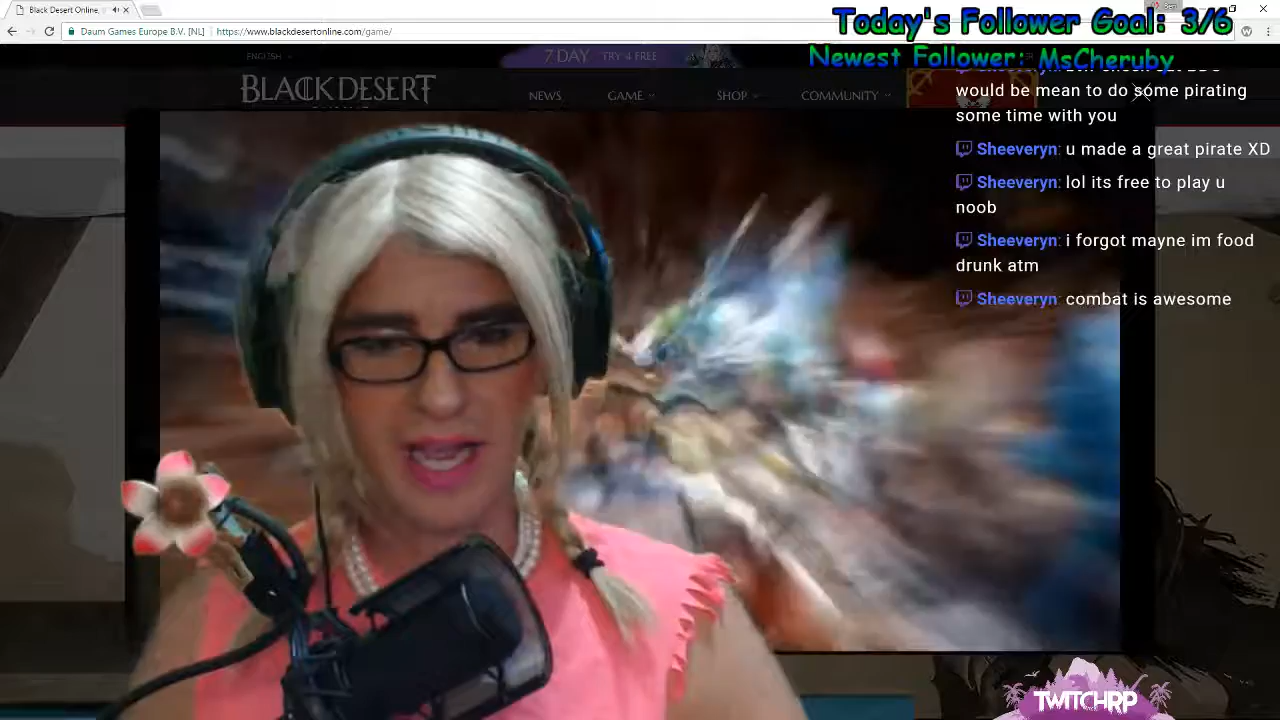 Black Desert Online,
Today's Follower Goal: 3/6
Daum Games Europe B.V. [NL]
https://www.blackdesertonline.com/game/
Newest Follower: MsCheruby
ENGLISH
7 DAY TRY 4 FREE
BLACK DESERT
NEWS GAME SHOP COMMUNITY
would be mean to do some pirating
some time with you
Sheeveryn: u made a great pirate XD
Sheeveryn: lol its free to play u
noob
Sheeveryn: i forgot mayne im food
drunk atm
Sheeveryn: combat is awesome
TWITCHRP